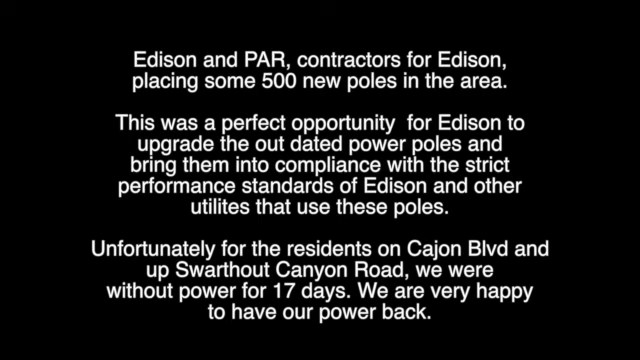 Edison and PAR, contractors for Edison,
placing some 500 new poles in the area.
This was a perfect opportunity for Edison to
upgrade the out dated power poles and
bring them into compliance with the strict
performance standards of Edison and other
utilites that use these poles.
Unfortunately for the residents on Cajon Blvd and
up Swarthout Canyon Road, we were
without power for 17 days. We are very happy
to have our power back.